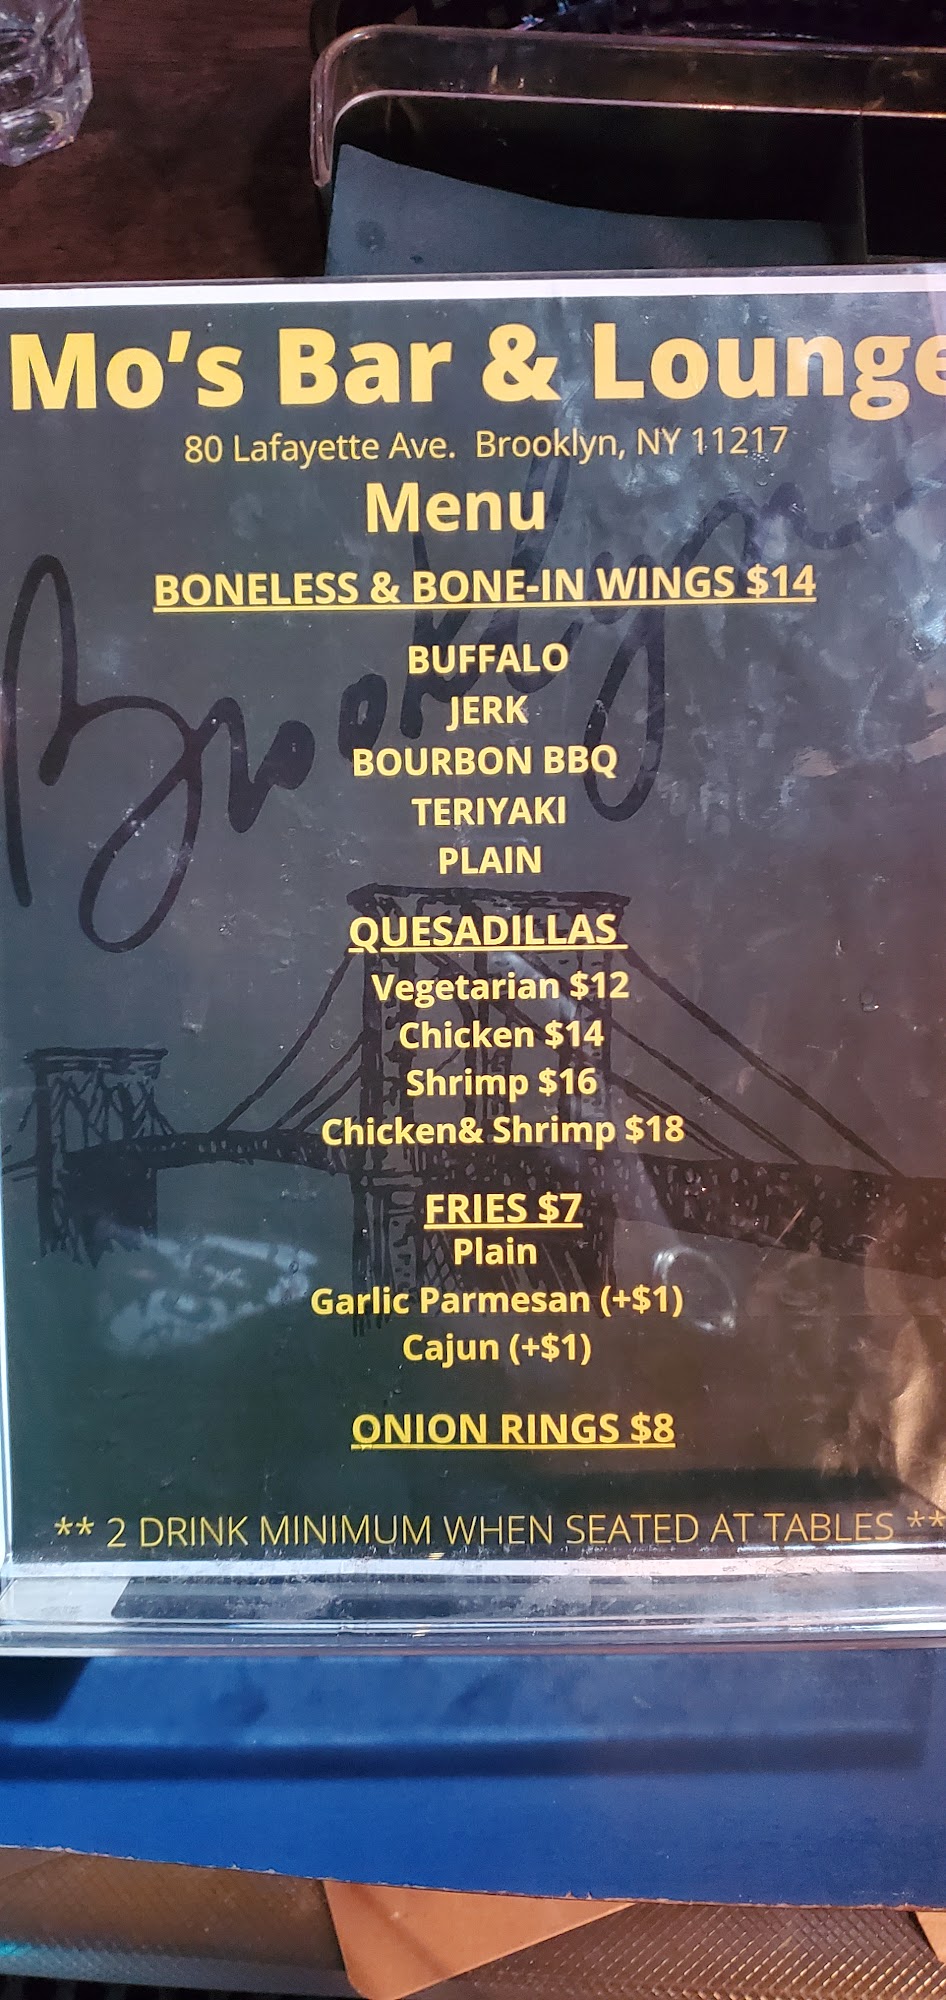 Mo's Bar & Lounge
80 Lafayette Ave. Brooklyn, NY 11217
Menu
Brooklyn
BONELESS & BONE-IN WINGS $14
BUFFALO
JERK
BOURBON BBQ
TERIYAKI
PLAIN
QUESADILLAS
Vegetarian $12
Chicken $14
Shrimp $16
Chicken& Shrimp $18
FRIES $7
Plain
Garlic Parmesan (+$1)
Cajun (+$1)
ONION RINGS $8
** 2 DRINK MINIMUM WHEN SEATED AT TABLES **